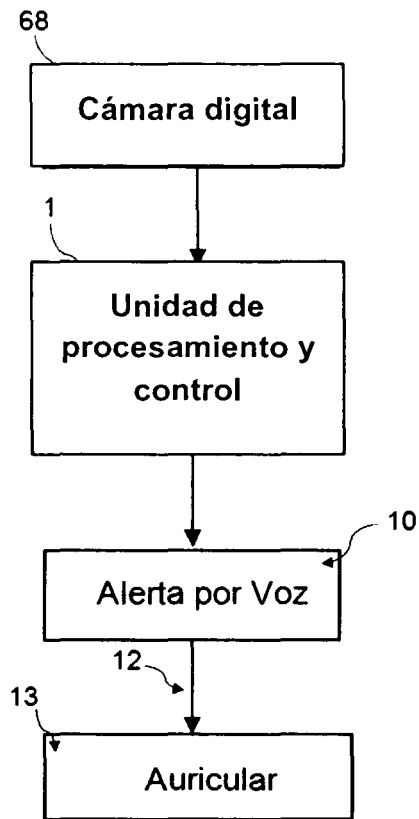 68
Cámara digital
1
Unidad de
procesamiento y
control
10
Alerta por Voz
12
13
Auricular